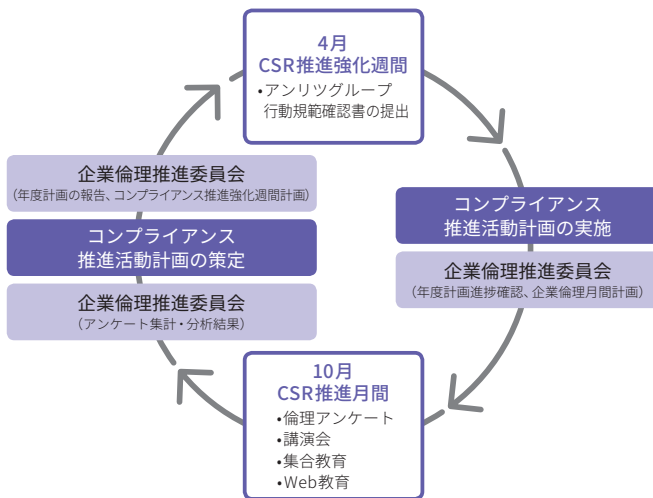 4月
CSR推進強化週間
•アンリツグループ
行動規範確認書の提出
企業倫理推進委員会
（年度計画の報告、コンプライアンス推進強化週間計画）
コンプライアンス
推進活動計画の策定
企業倫理推進委員会
（アンケート集計・分析結果）
コンプライアンス
推進活動計画の実施
企業倫理推進委員会
（年度計画進捗確認、企業倫理月間計画）
10月
CSR推進月間
•倫理アンケート
•講演会
•集合教育
•Web教育